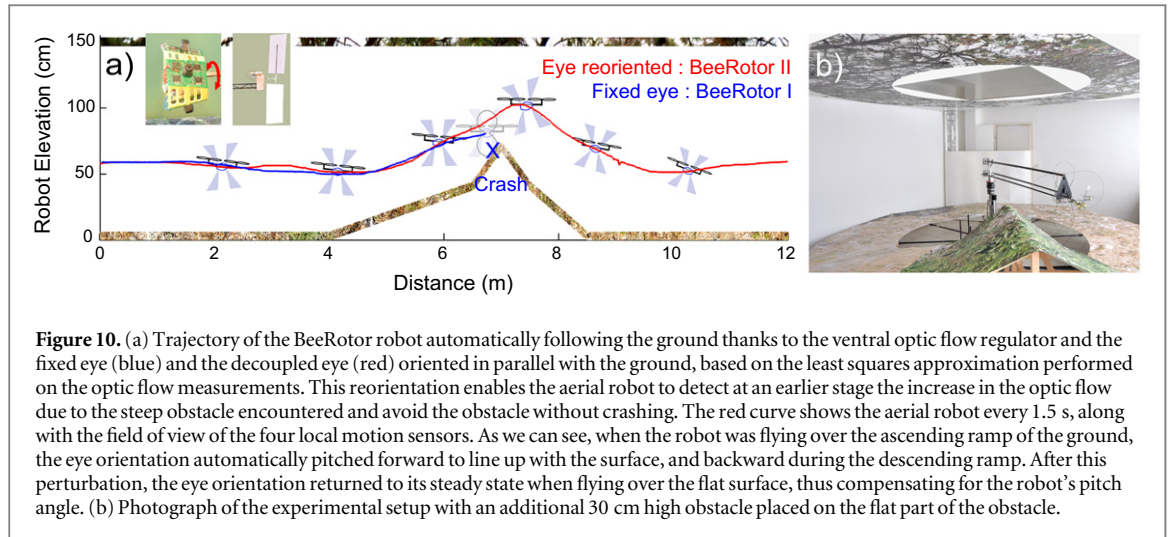 150
a)
b)
Eye reoriented : BeeRotor II
Fixed eye : BeeRotor I
Robot Elevation (cm)
100
50
X
Crash
0
0 2 4 6 8 10 12
Distance (m)
Figure 10. (a) Trajectory of the BeeRotor robot automatically following the ground thanks to the ventral optic flow regulator and the
fixed eye (blue) and the decoupled eye (red) oriented in parallel with the ground, based on the least squares approximation performed
on the optic flow measurements. This reorientation enables the aerial robot to detect at an earlier stage the increase in the optic flow
due to the steep obstacle encountered and avoid the obstacle without crashing. The red curve shows the aerial robot every 1.5 s, along
with the field of view of the four local motion sensors. As we can see, when the robot was flying over the ascending ramp of the ground,
the eye orientation automatically pitched forward to line up with the surface, and backward during the descending ramp. After this
perturbation, the eye orientation returned to its steady state when flying over the flat surface, thus compensating for the robot's pitch
angle. (b) Photograph of the experimental setup with an additional 30 cm high obstacle placed on the flat part of the obstacle.